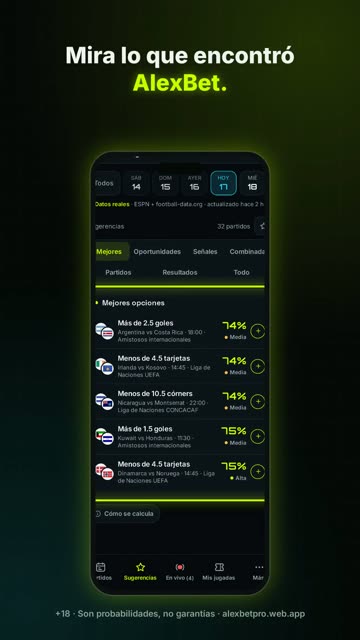 Mira lo que encontró
AlexBet.
Todos
SÁB
14
DOM
15
AYER
16
HOY
17
MIÉ
18
Datos reales · ESPN + football-data.org · actualizado hace 2 h
gerencias
32 partidos
Mejores
Oportunidades
Señales
Combinada
Partidos
Resultados
Todo
Mejores opciones
Más de 2.5 goles
Argentina vs Costa Rica · 18:00 ·
Amistosos internacionales
74%
Media
Menos de 4.5 tarjetas
Irlanda vs Kosovo · 14:45 · Liga de
Naciones UEFA
74%
Media
Menos de 10.5 córners
Nicaragua vs Montserrat · 22:00 ·
Liga de Naciones CONCACAF
74%
Media
Más de 1.5 goles
Kuwait vs Honduras · 11:30 ·
Amistosos internacionales
75%
Media
Menos de 4.5 tarjetas
Dinamarca vs Noruega · 14:45 · Liga
de Naciones UEFA
75%
Alta
Cómo se calcula
rtidos
Sugerencias
En vivo (4)
Mis jugadas
Más
+18 · Son probabilidades, no garantías · alexbetpro.web.app